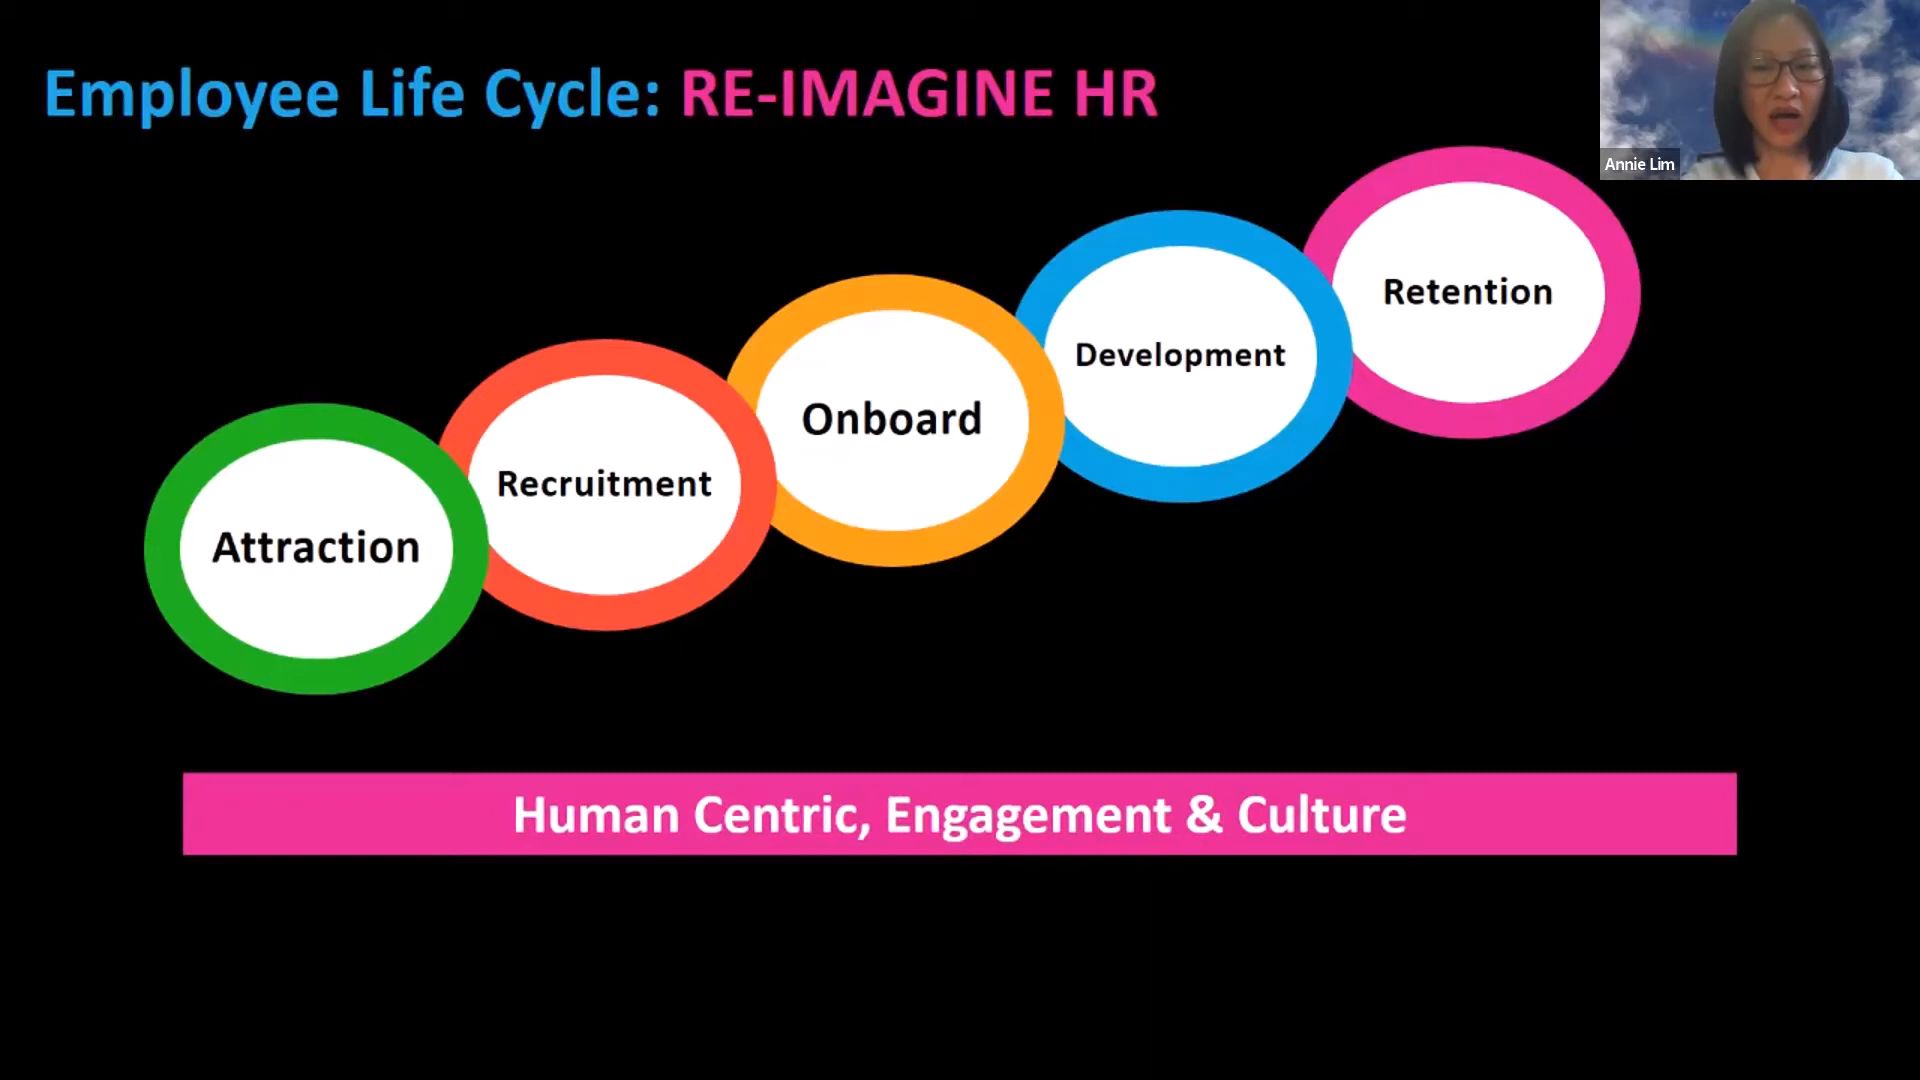 Employee Life Cycle: RE-IMAGINE HR
Annie Lim
Retention
Development
Onboard
Recruitment
Attraction
Human Centric, Engagement & Culture